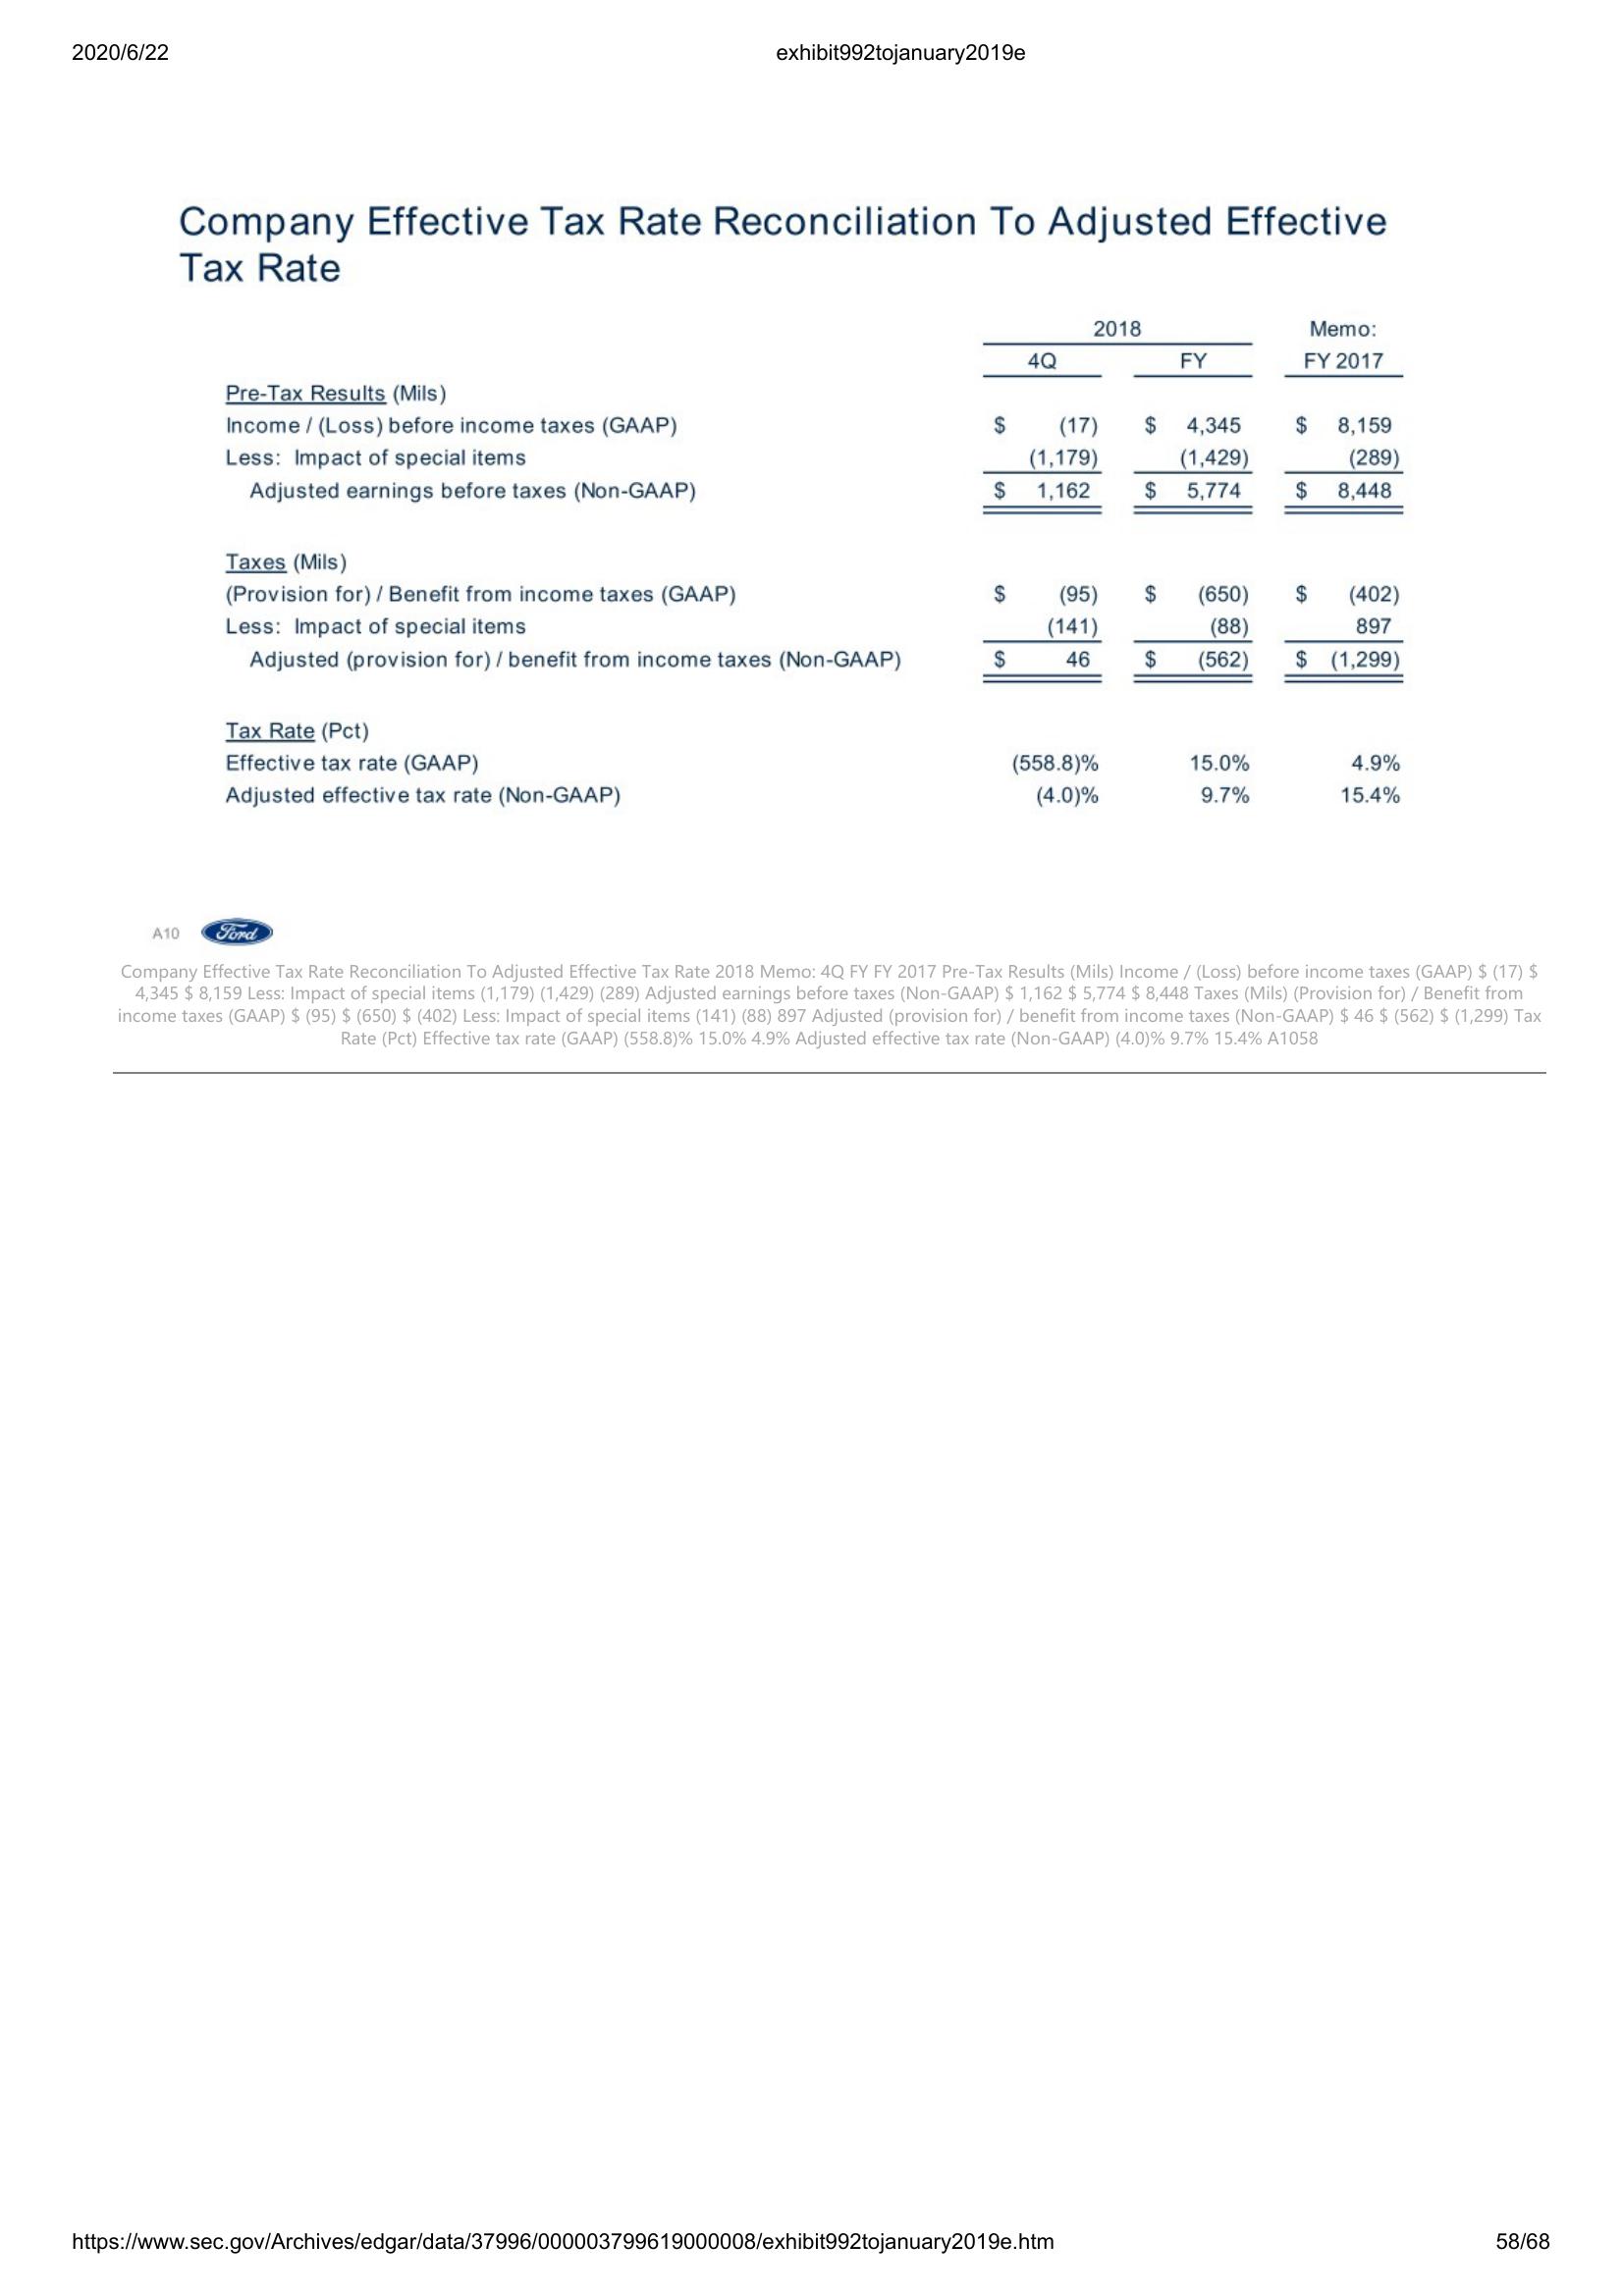 2020/6/22 exhibit992tojanuary2019e
Company Effective Tax Rate Reconciliation To Adjusted Effective
Tax Rate
2018 Memo:
4Q FY FY 2017
Pre-Tax Results (Mils)
Income / (Loss) before income taxes (GAAP) $ (17) $ 4,345 $ 8,159
Less: Impact of special items (1,179) (1,429) (289)
Adjusted earnings before taxes (Non-GAAP) $ 1,162 $ 5,774 $ 8,448
Taxes (Mils)
(Provision for) / Benefit from income taxes (GAAP) $ (95) $ (650) $ (402)
Less: Impact of special items (141) (88) 897
Adjusted (provision for) / benefit from income taxes (Non-GAAP) $ 46 $ (562) $ (1,299)
Tax Rate (Pct)
Effective tax rate (GAAP) (558.8)% 15.0% 4.9%
Adjusted effective tax rate (Non-GAAP) (4.0)% 9.7% 15.4%
A10 Ford
Company Effective Tax Rate Reconciliation To Adjusted Effective Tax Rate 2018 Memo: 4Q FY FY 2017 Pre-Tax Results (Mils) Income / (Loss) before income taxes (GAAP) $ (17) $
4,345 $ 8,159 Less: Impact of special items (1,179) (1,429) (289) Adjusted earnings before taxes (Non-GAAP) $ 1,162 $ 5,774 $ 8,448 Taxes (Mils) (Provision for) / Benefit from
income taxes (GAAP) $ (95) $ (650) $ (402) Less: Impact of special items (141) (88) 897 Adjusted (provision for) / benefit from income taxes (Non-GAAP) $ 46 $ (562) $ (1,299) Tax
Rate (Pct) Effective tax rate (GAAP) (558.8)% 15.0% 4.9% Adjusted effective tax rate (Non-GAAP) (4.0)% 9.7% 15.4% A1058
https://www.sec.gov/Archives/edgar/data/37996/000003799619000008/exhibit992tojanuary2019e.htm 58/68